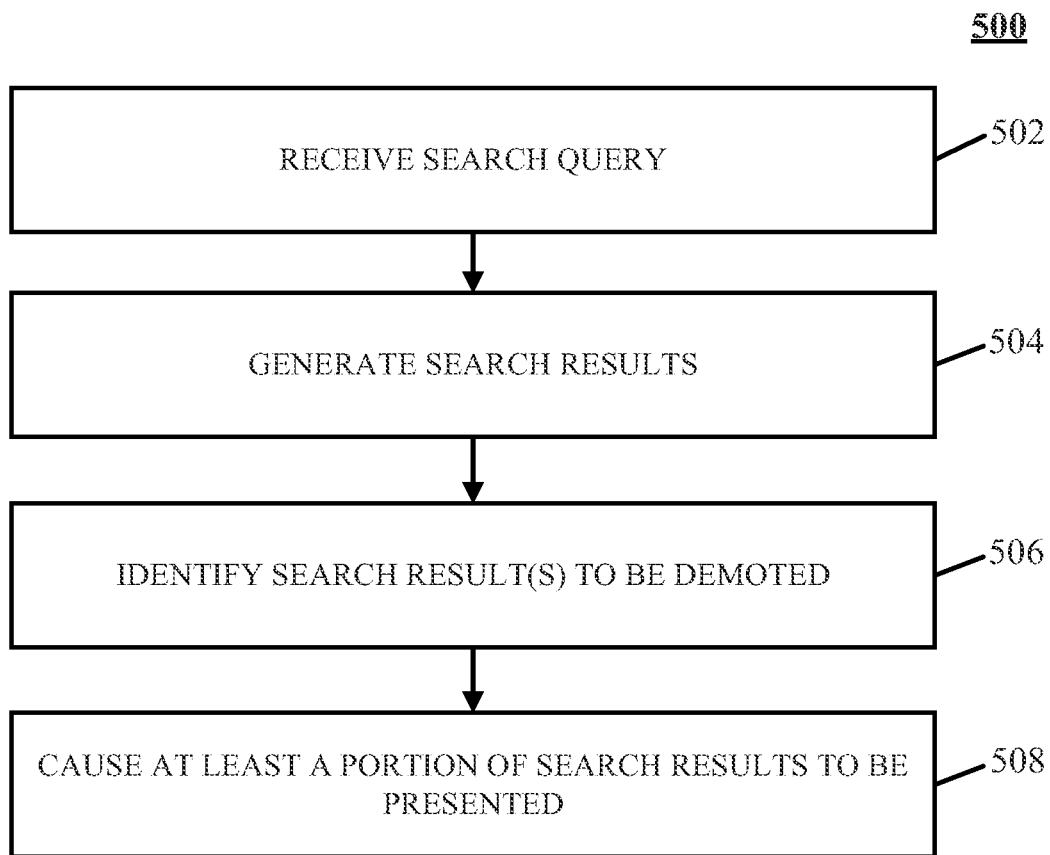 500
RECEIVE SEARCH QUERY
502
GENERATE SEARCH RESULTS
504
IDENTIFY SEARCH RESULT(S) TO BE DEMOTED
506
CAUSE AT LEAST A PORTION OF SEARCH RESULTS TO BE
PRESENTED
508